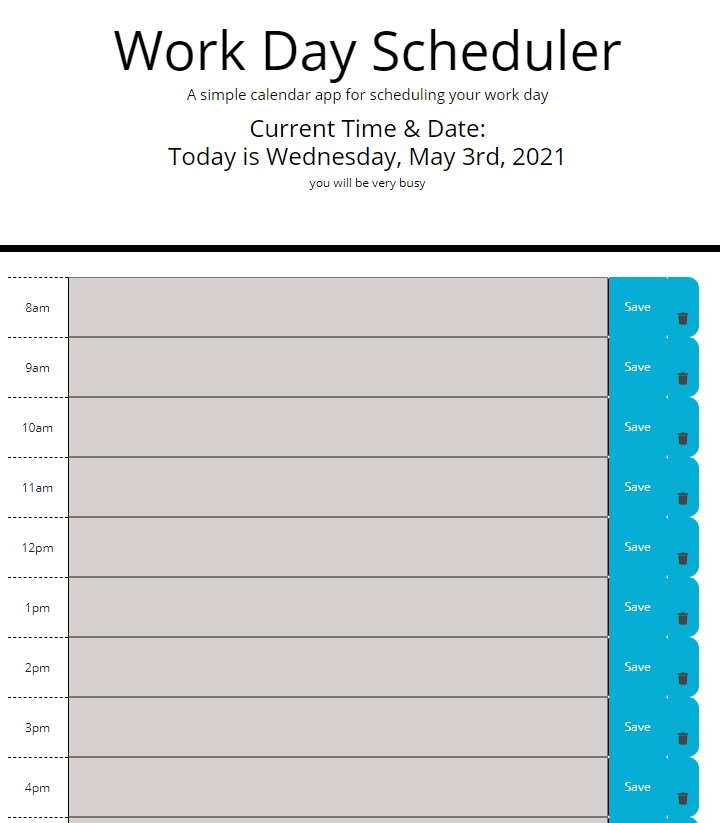 Work Day Scheduler
A simple calendar app for scheduling your work day
Current Time & Date:
Today is Wednesday, May 3rd, 2021
you will be very busy
8am Save
9am Save
10am Save
11am Save
12pm Save
1pm Save
2pm Save
3pm Save
4pm Save